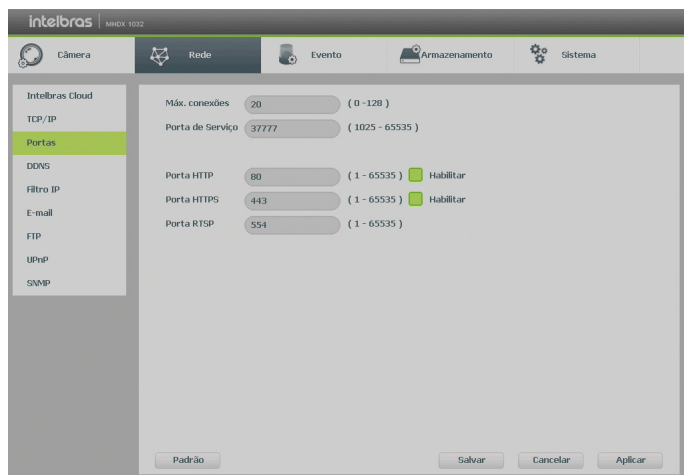 intelbras MHDX 1032
Câmera Rede Evento Armazenamento Sistema
Intelbras Cloud
TCP/IP
Portas
DDNS
Filtro IP
E-mail
FTP
UPnP
SNMP
Máx. conexões 20 ( 0 -128 )
Porta de Serviço 37777 ( 1025 - 65535 )
Porta HTTP 80 ( 1 - 65535 ) Habilitar
Porta HTTPS 443 ( 1 - 65535 ) Habilitar
Porta RTSP 554 ( 1 - 65535 )
Padrão Salvar Cancelar Aplicar